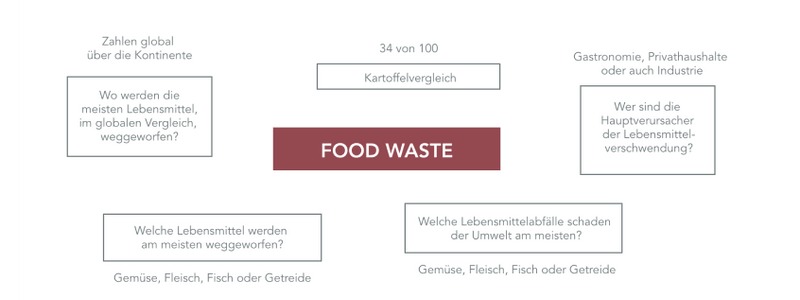 Zahlen global
über die Kontinente
Wo werden die
meisten Lebensmittel,
im globalen Vergleich,
weggeworfen?
34 von 100
Kartoffelvergleich
Gastronomie, Privathaushalte
oder auch Industrie
Wer sind die
Hauptverursacher
der Lebensmittel-
verschwendung?
FOOD WASTE
Welche Lebensmittel werden
am meisten weggeworfen?
Gemüse, Fleisch, Fisch oder Getreide
Welche Lebensmittelabfälle schaden
der Umwelt am meisten?
Gemüse, Fleisch, Fisch oder Getreide